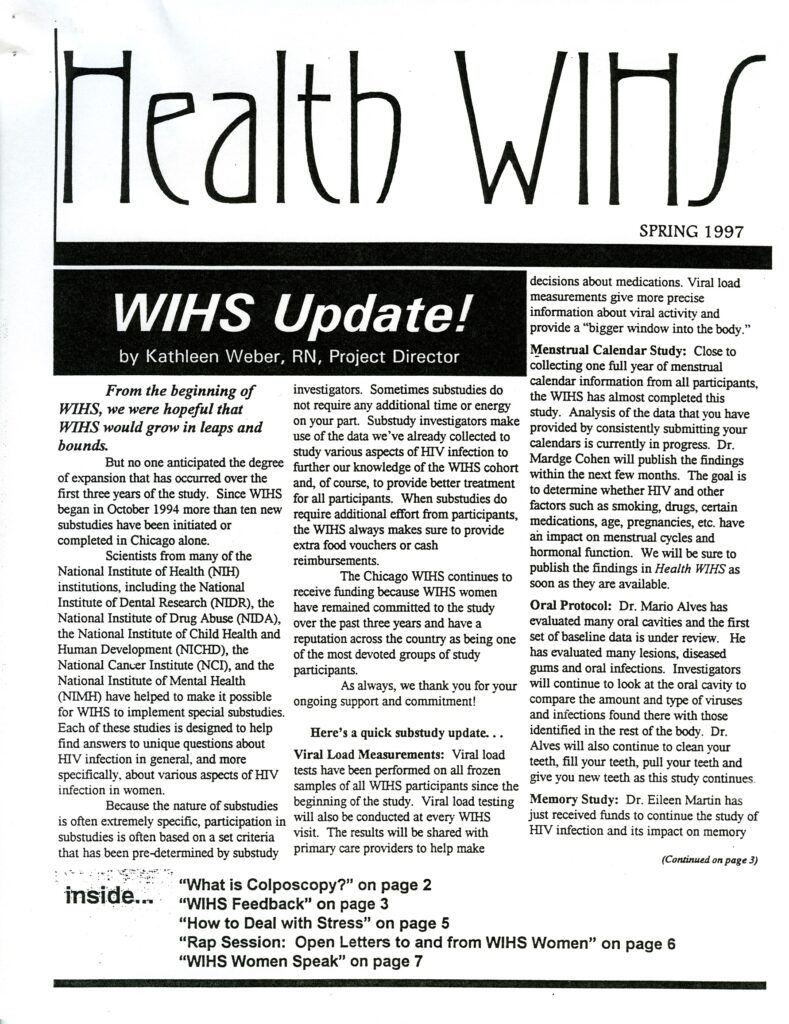 Health WIHS
SPRING 1997
WIHS Update!
by Kathleen Weber, RN, Project Director
From the beginning of
WIHS, we were hopeful that
WIHS would grow in leaps and
bounds.
But no one anticipated the degree
of expansion that has occurred over the
first three years of the study. Since WIHS
began in October 1994 more than ten new
substudies have been initiated or
completed in Chicago alone.
Scientists from many of the
National Institute of Health (NIH)
institutions, including the National
Institute of Dental Research (NIDR), the
National Institute of Drug Abuse (NIDA),
the National Institute of Child Health and
Human Development (NICHD), the
National Cancer Institute (NCI), and the
National Institute of Mental Health
(NIMH) have helped to make it possible
for WIHS to implement special substudies.
Each of these studies is designed to help
find answers to unique questions about
HIV infection in general, and more
specifically, about various aspects of HIV
infection in women.
Because the nature of substudies
is often extremely specific, participation in
substudies is often based on a set criteria
that has been pre-determined by substudy
investigators. Sometimes substudies do
not require any additional time or energy
on your part. Substudy investigators make
use of the data we've already collected to
study various aspects of HIV infection to
further our knowledge of the WIHS cohort
and, of course, to provide better treatment
for all participants. When substudies do
require additional effort from participants,
the WIHS always makes sure to provide
extra food vouchers or cash
reimbursements.
The Chicago WIHS continues to
receive funding because WIHS women
have remained committed to the study
over the past three years and have a
reputation across the country as being one
of the most devoted groups of study
participants.
As always, we thank you for your
ongoing support and commitment!
Here's a quick substudy update. . .
Viral Load Measurements: Viral load
tests have been performed on all frozen
samples of all WIHS participants since the
beginning of the study. Viral load testing
will also be conducted at every WIHS
visit. The results will be shared with
primary care providers to help make
decisions about medications. Viral load
measurements give more precise
information about viral activity and
provide a "bigger window into the body."
Menstrual Calendar Study: Close to
collecting one full year of menstrual
calendar information from all participants,
the WIHS has almost completed this
study. Analysis of the data that you have
provided by consistently submitting your
calendars is currently in progress. Dr.
Mardge Cohen will publish the findings
within the next few months. The goal is
to determine whether HIV and other
factors such as smoking, drugs, certain
medications, age, pregnancies, etc. have
an impact on menstrual cycles and
hormonal function. We will be sure to
publish the findings in Health WIHS as
soon as they are available.
Oral Protocol: Dr. Mario Alves has
evaluated many oral cavities and the first
set of baseline data is under review. He
has evaluated many lesions, diseased
gums and oral infections. Investigators
will continue to look at the oral cavity to
compare the amount and type of viruses
and infections found there with those
identified in the rest of the body. Dr.
Alves will also continue to clean your
teeth, fill your teeth, pull your teeth and
give you new teeth as this study continues.
Memory Study: Dr. Eileen Martin has
just received funds to continue the study of
HIV infection and its impact on memory
(Continued on page 3)
inside...
"What is Colposcopy?" on page 2
"WIHS Feedback" on page 3
"How to Deal with Stress" on page 5
"Rap Session: Open Letters to and from WIHS Women" on page 6
"WIHS Women Speak" on page 7